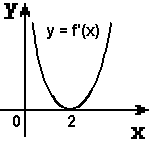 y
y = f'(x)
0 2
x